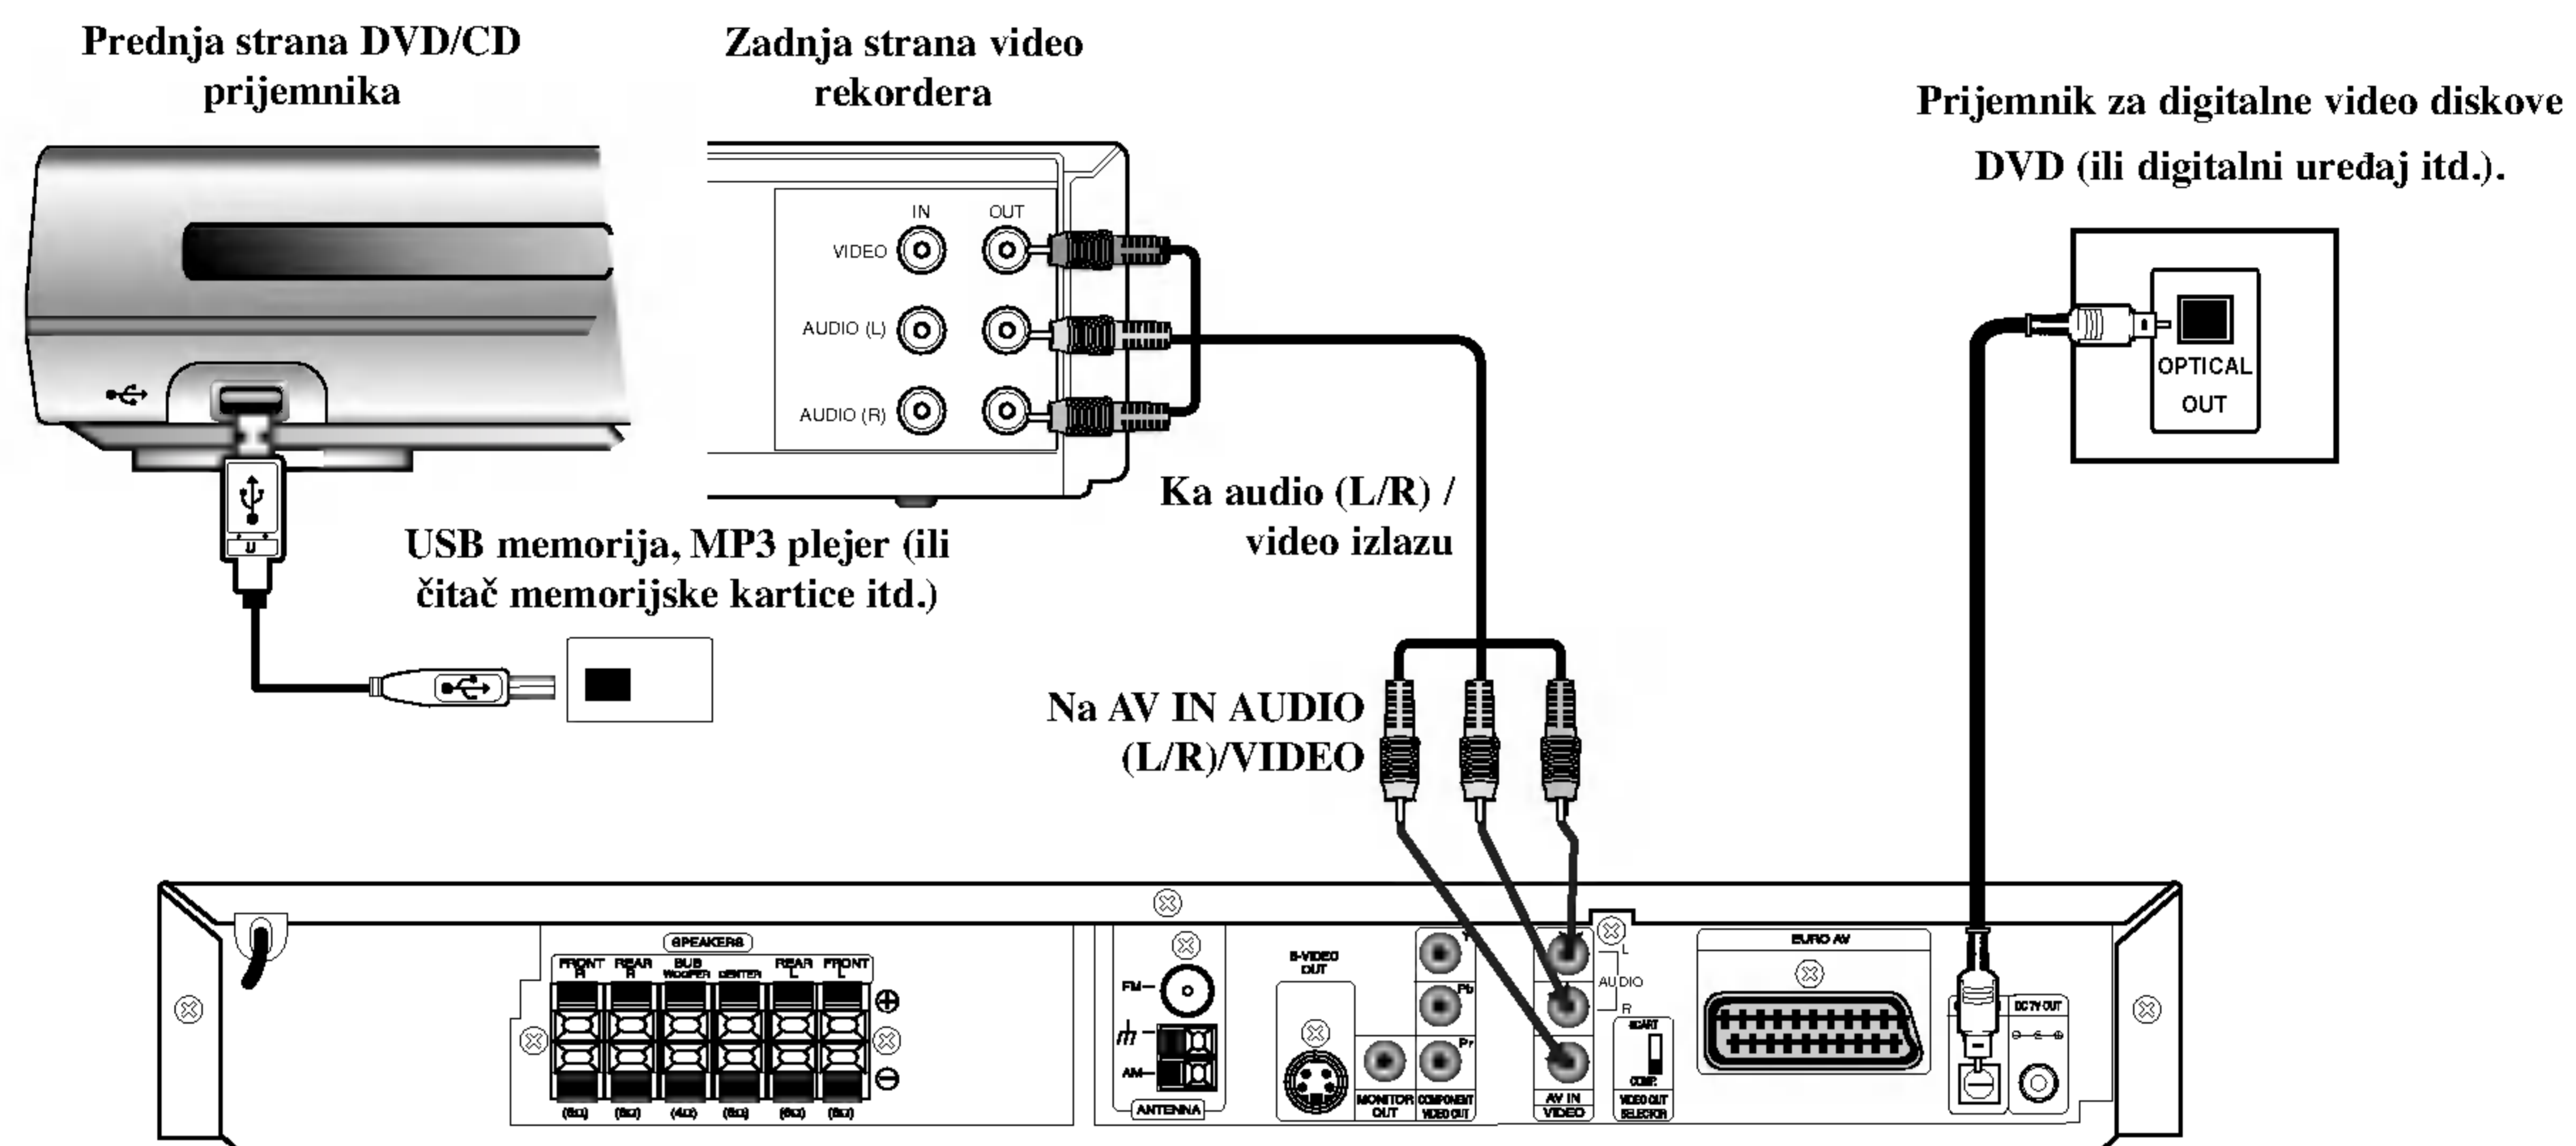 Prednja strana DVD/CD
prijemnika
Zadnja strana video
rekordera
Prijemnik za digitalne video diskove
DVD (ili digitalni uređaj itd.).
IN OUT
VIDEO
AUDIO (L)
AUDIO (R)
OPTICAL
OUT
Ka audio (L/R) /
video izlazu
USB memorija, MP3 plejer (ili
čitač memorijske kartice itd.)
Na AV IN AUDIO
(L/R)/VIDEO
SPEAKERS
FRONT R
REAR R
SUB WOOFER
CENTER
REAR L
FRONT L
FM
AM
ANTENNA
S-VIDEO
OUT
MONITOR
OUT
Y
Pb
Pr
COMPONENT
VIDEO OUT
L
AUDIO
R
AV IN
VIDEO
SCART
COMP.
VIDEO OUT
SELECTOR
EURO AV
DC 7V OUT